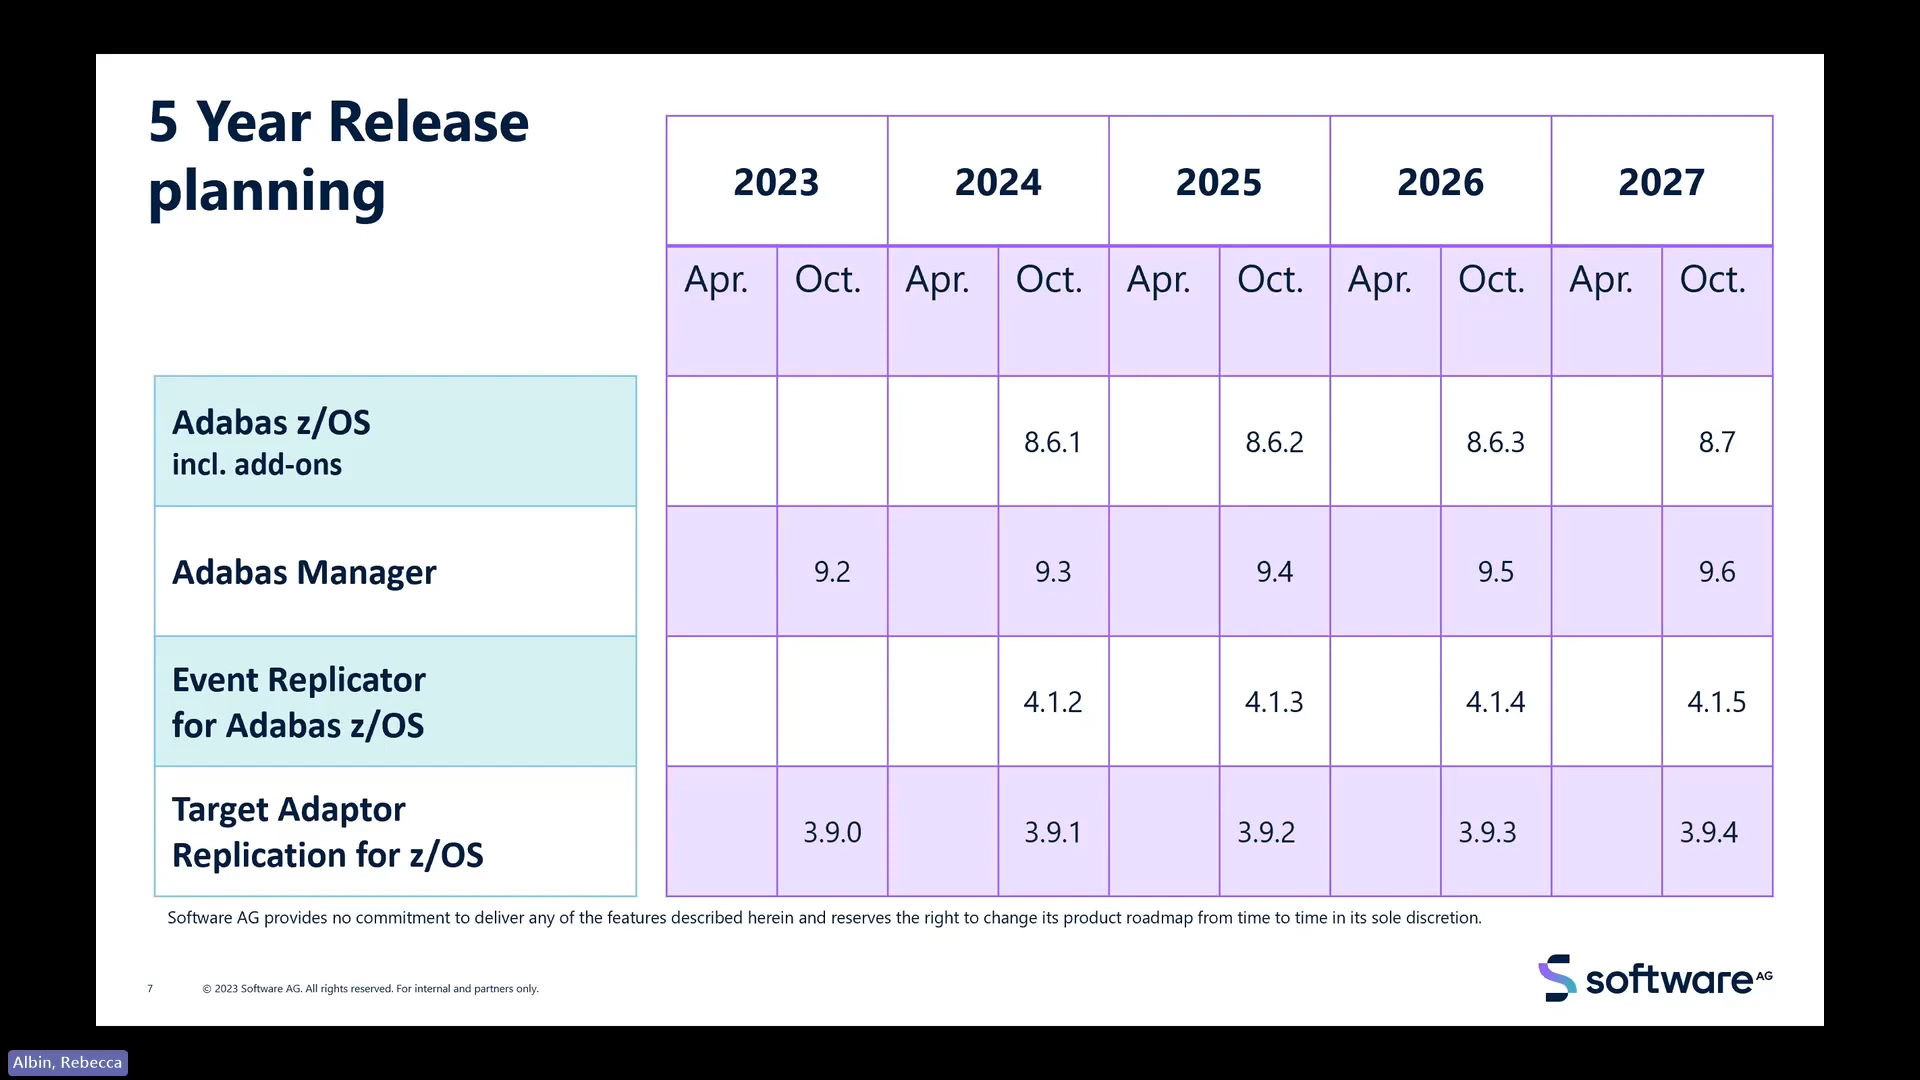 5 Year Release
planning
2023 2024 2025 2026 2027
Apr. Oct. Apr. Oct. Apr. Oct. Apr. Oct. Apr. Oct.
Adabas z/OS
incl. add-ons
8.6.1 8.6.2 8.6.3 8.7
Adabas Manager
9.2 9.3 9.4 9.5 9.6
Event Replicator
for Adabas z/OS
4.1.2 4.1.3 4.1.4 4.1.5
Target Adaptor
Replication for z/OS
3.9.0 3.9.1 3.9.2 3.9.3 3.9.4
Software AG provides no commitment to deliver any of the features described herein and reserves the right to change its product roadmap from time to time in its sole discretion.
7 © 2023 Software AG. All rights reserved. For internal and partners only.
software AG
Albin, Rebecca